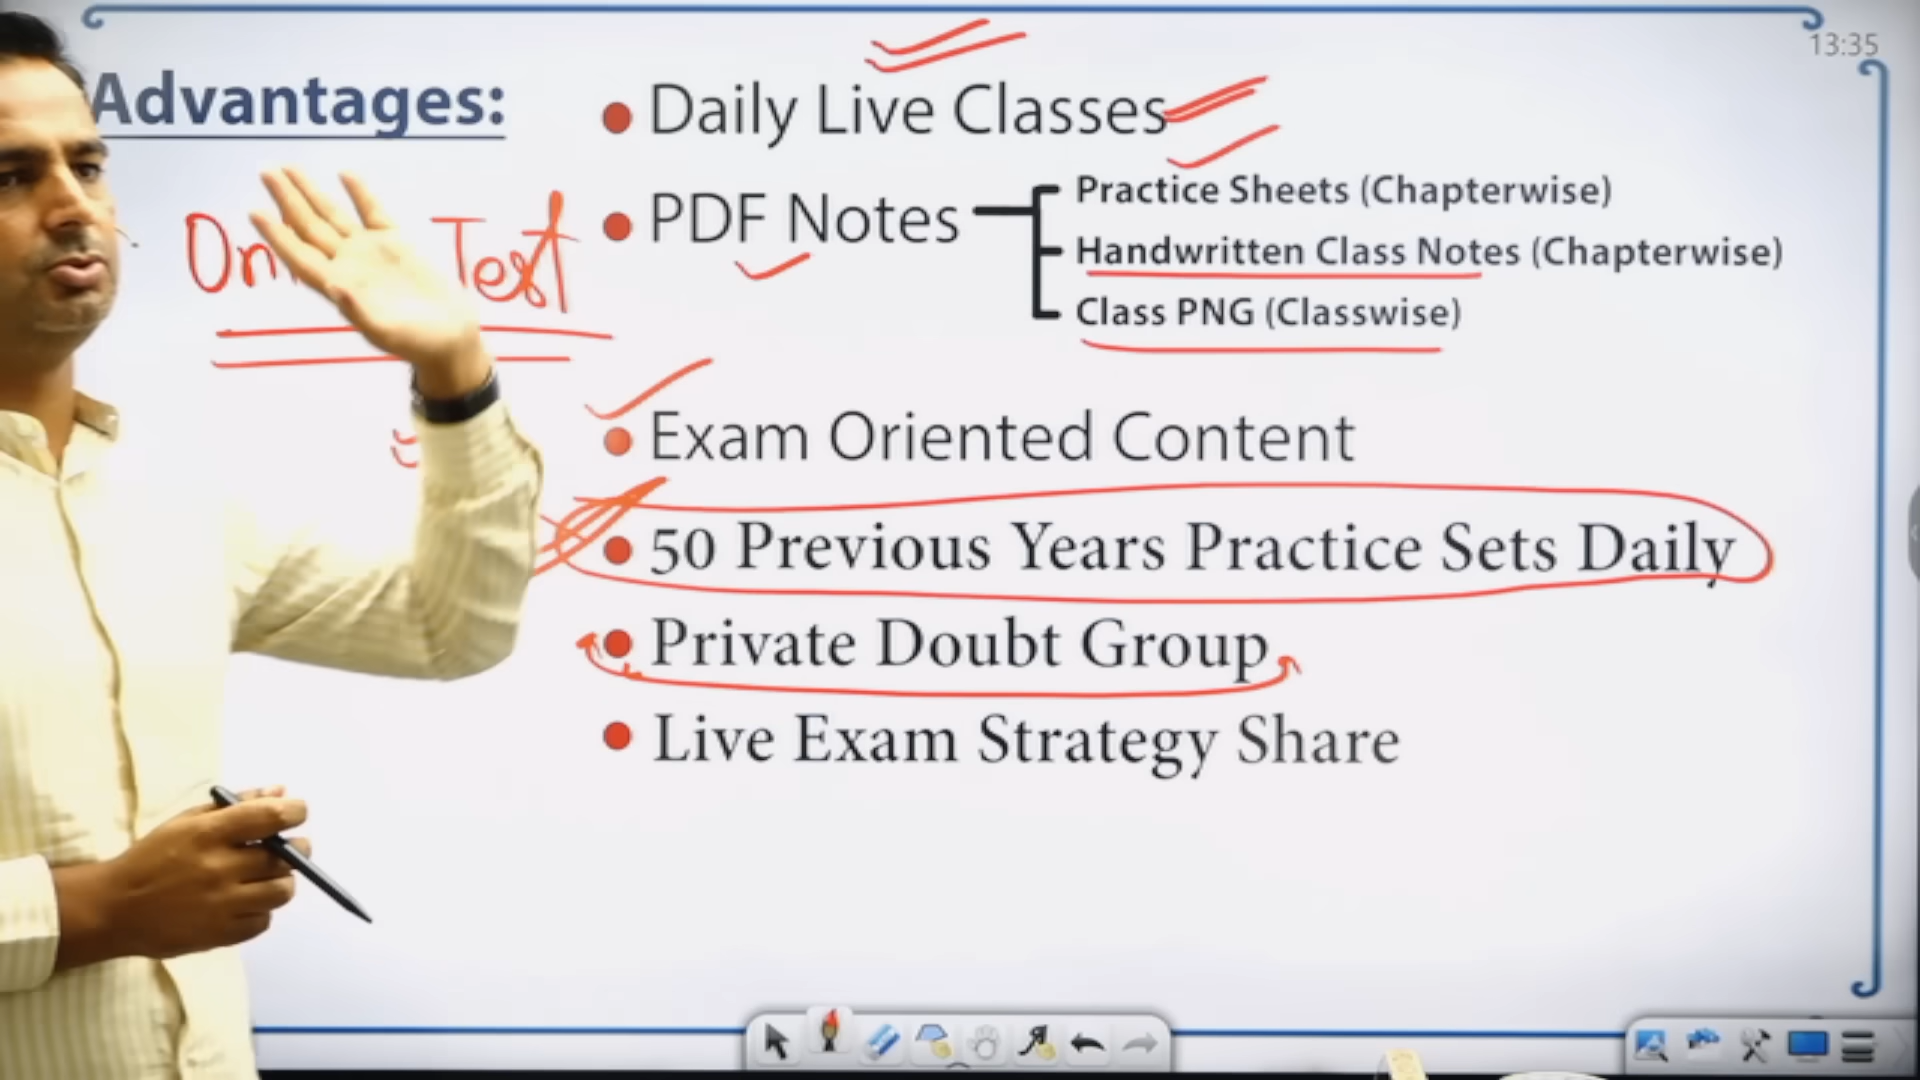 13:35
Advantages:
Daily Live Classes
PDF Notes
Practice Sheets (Chapterwise)
Handwritten Class Notes (Chapterwise)
Class PNG (Classwise)
Test
Exam Oriented Content
50 Previous Years Practice Sets Daily
Private Doubt Group
Live Exam Strategy Share